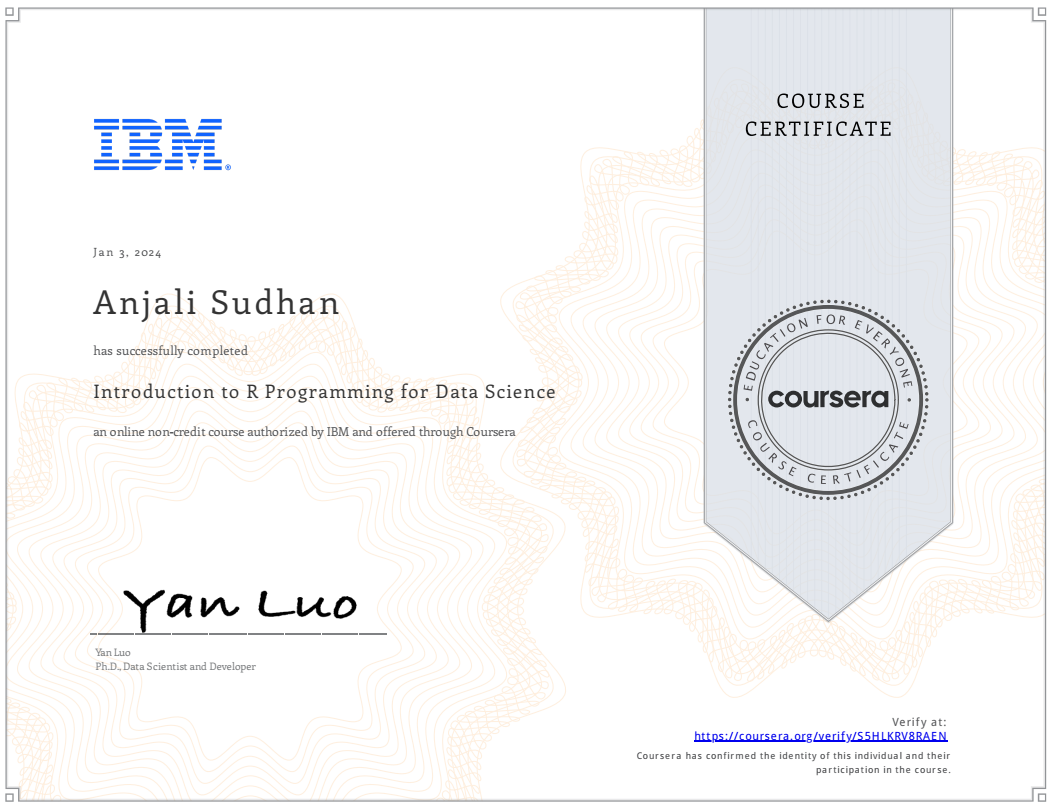 COURSE
CERTIFICATE
IBM®
Jan 3, 2024
Anjali Sudhan
has successfully completed
Introduction to R Programming for Data Science
an online non-credit course authorized by IBM and offered through Coursera
EDUCATION FOR EVERYONE
coursera
COURSE CERTIFICATE
Yan Luo
Yan Luo
Ph.D., Data Scientist and Developer
Verify at:
https://coursera.org/verify/S5HLKRV8RAEN
Coursera has confirmed the identity of this individual and their
participation in the course.